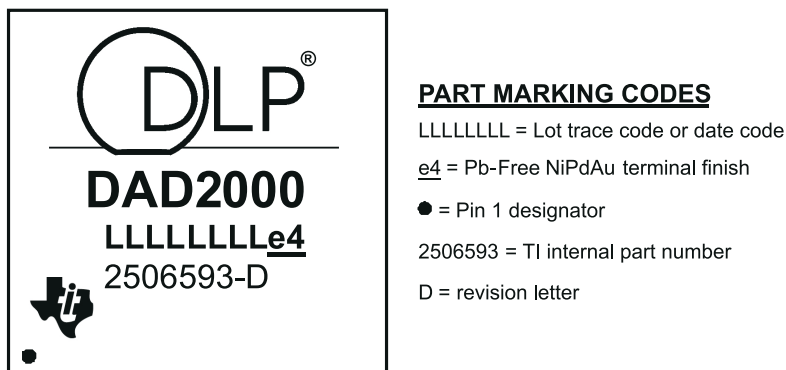 DLP®
DAD2000
LLLLLLLLe4
2506593-D
ti
PART MARKING CODES
LLLLLLLL = Lot trace code or date code
e4 = Pb-Free NiPdAu terminal finish
● = Pin 1 designator
2506593 = TI internal part number
D = revision letter